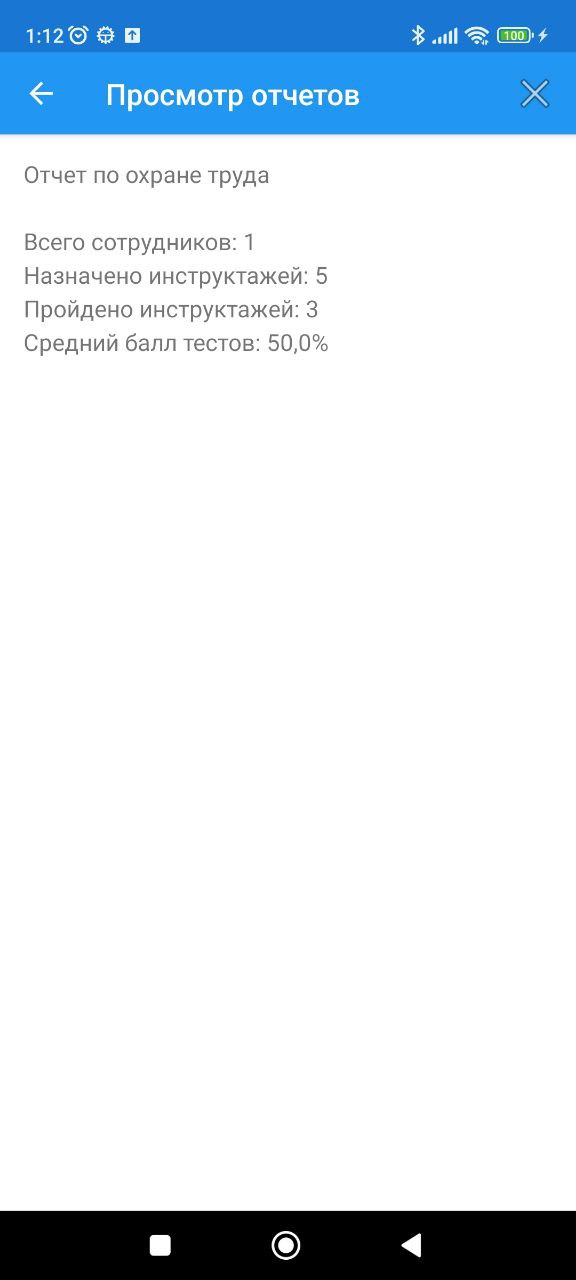 1:12
100
Просмотр отчетов
Отчет по охране труда
Всего сотрудников: 1
Назначено инструктажей: 5
Пройдено инструктажей: 3
Средний балл тестов: 50,0%